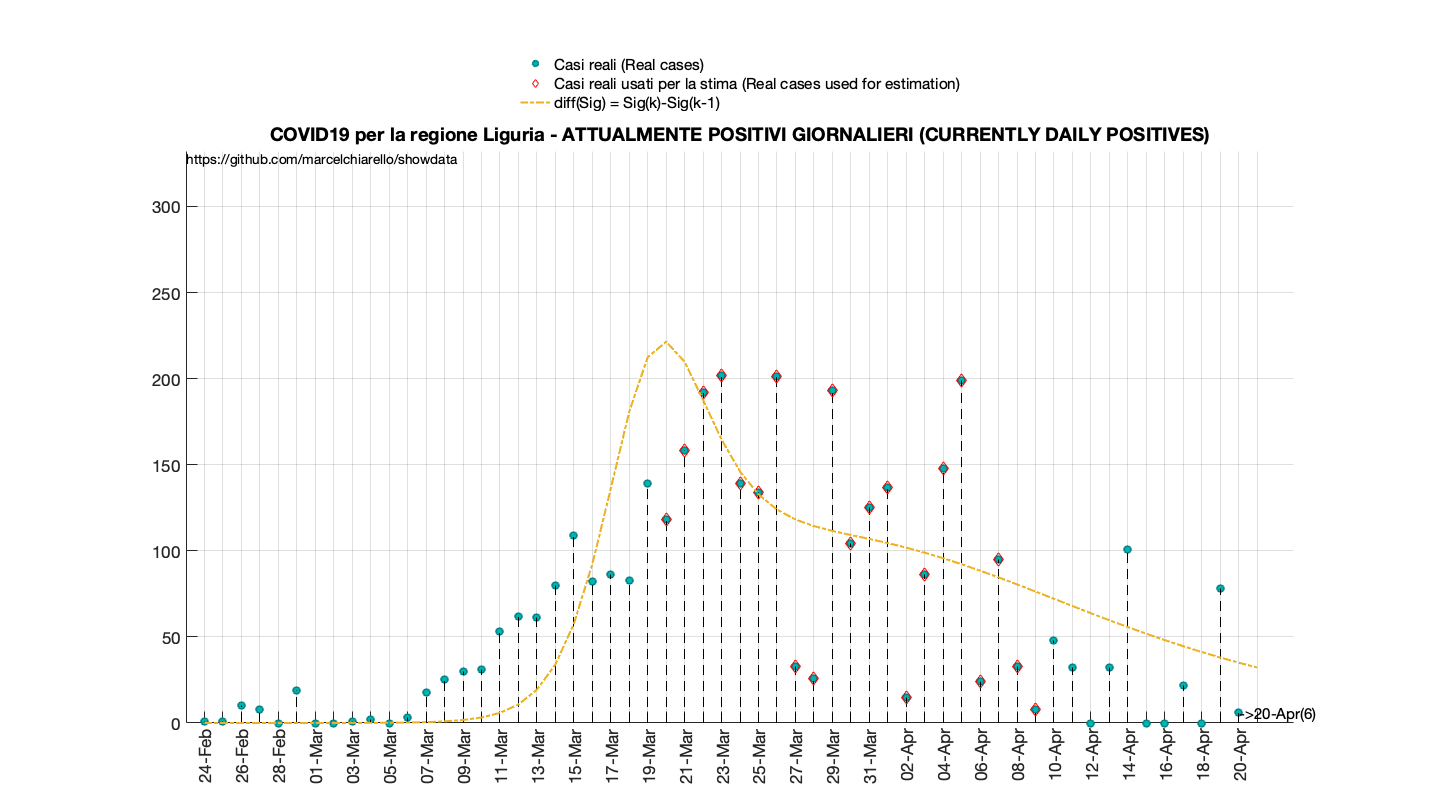 Casi reali (Real cases)
Casi reali usati per la stima (Real cases used for estimation)
diff(Sig) = Sig(k)-Sig(k-1)
COVID19 per la regione Liguria - ATTUALMENTE POSITIVI GIORNALIERI (CURRENTLY DAILY POSITIVES)
https://github.com/marcelchiarello/showdata
300
250
200
150
100
50
0
->20-Apr(6)
24-Feb
26-Feb
28-Feb
01-Mar
03-Mar
05-Mar
07-Mar
09-Mar
11-Mar
13-Mar
15-Mar
17-Mar
19-Mar
21-Mar
23-Mar
25-Mar
27-Mar
29-Mar
31-Mar
02-Apr
04-Apr
06-Apr
08-Apr
10-Apr
12-Apr
14-Apr
16-Apr
18-Apr
20-Apr